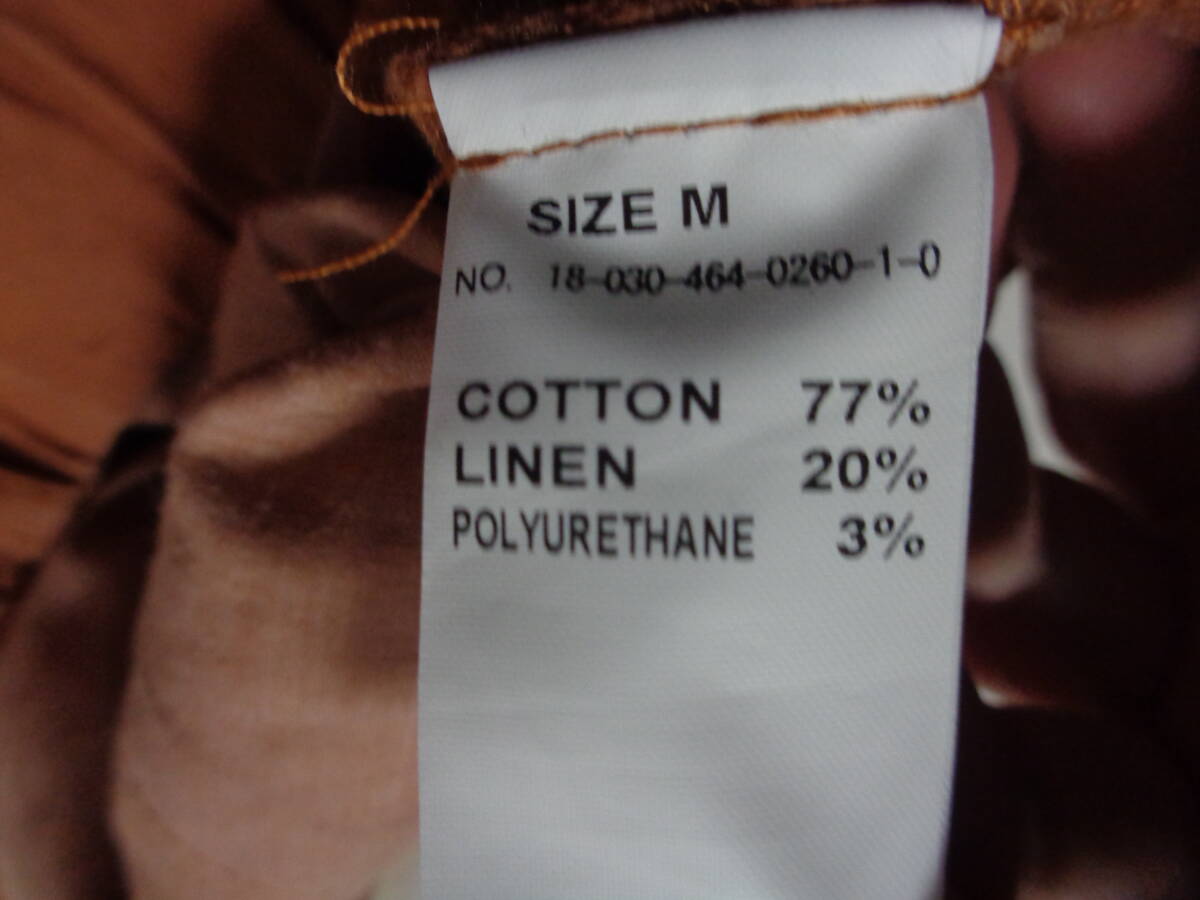 SIZE M
NO. 18-030-464-0260-1-0
COTTON 77%
LINEN 20%
POLYURETHANE 3%